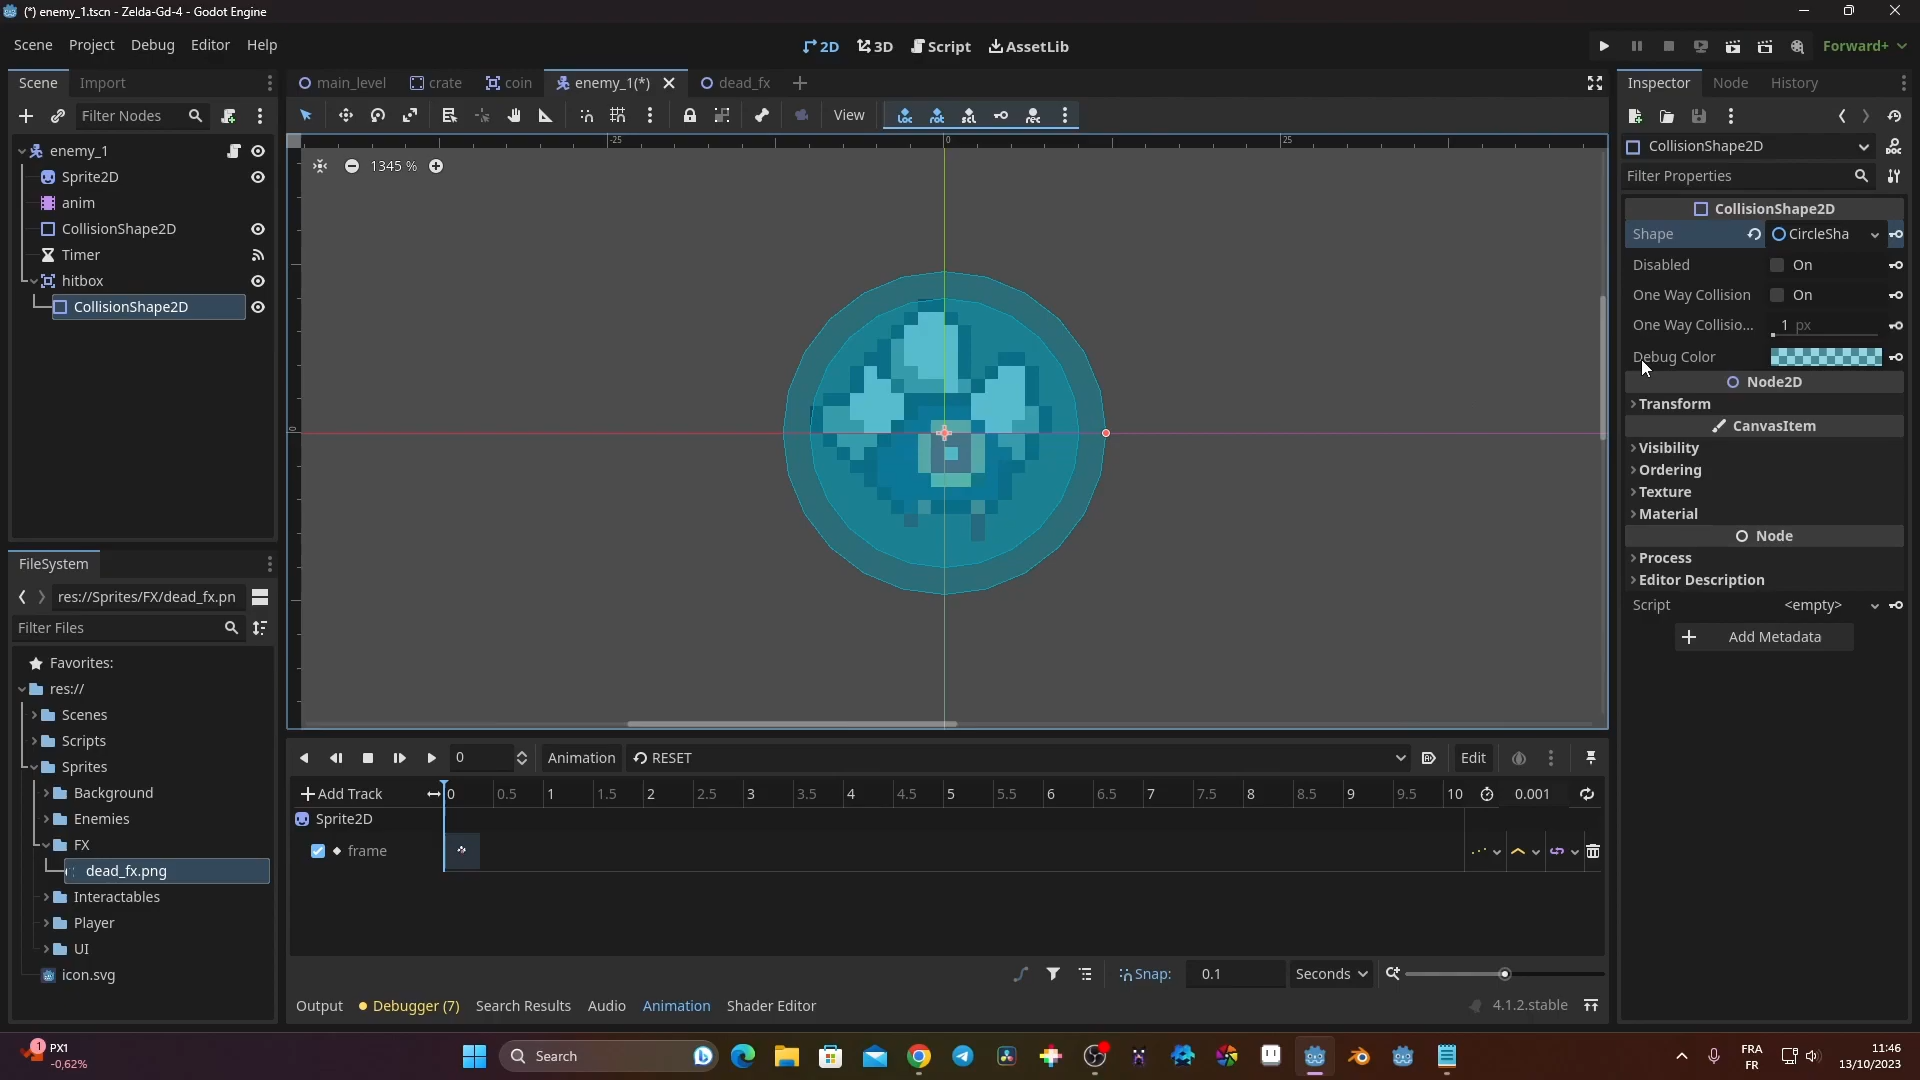 (*) enemy_1.tscn - Zelda-Gd-4 - Godot Engine
Scene Project Debug Editor Help
2D 3D Script AssetLib
Forward+
Scene Import
main_level crate coin enemy_1(*) dead_fx
Inspector Node History
Filter Nodes
View
CollisionShape2D
Filter Properties
enemy_1
Sprite2D
anim
CollisionShape2D
Timer
hitbox
CollisionShape2D
-25 0 25
1345 %
0
CollisionShape2D
Shape CircleSha
Disabled On
One Way Collision On
One Way Collisio... 1 px
Debug Color
Node2D
Transform
CanvasItem
Visibility
Ordering
Texture
Material
Node
Process
Editor Description
Script <empty>
Add Metadata
FileSystem
res://Sprites/FX/dead_fx.pn
Filter Files
Favorites:
res://
Scenes
Scripts
Sprites
Background
Enemies
FX
dead_fx.png
Interactables
Player
UI
icon.svg
0 Animation RESET Edit
Add Track 0 0.5 1 1.5 2 2.5 3 3.5 4 4.5 5 5.5 6 6.5 7 7.5 8 8.5 9 9.5 10 0.001
Sprite2D
frame
Snap: 0.1 Seconds
Output Debugger (7) Search Results Audio Animation Shader Editor 4.1.2.stable
1 PX1
-0,62%
Search
FRA
FR
11:46
13/10/2023